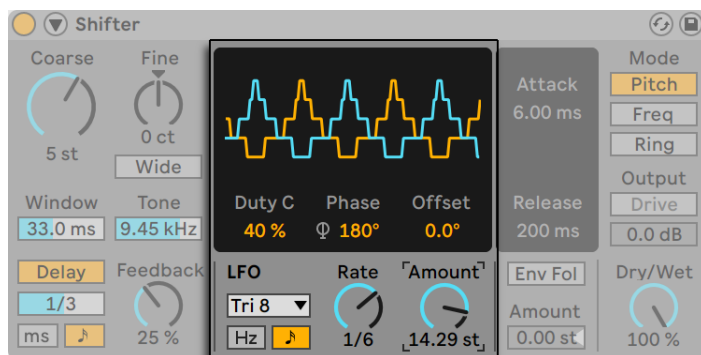 Shifter
Coarse Fine
5 st 0 ct
Wide
Window Tone
33.0 ms 9.45 kHz
Delay Feedback
1/3
ms ♪ 25 %
Duty C Phase Offset
40 % Φ 180° 0.0°
LFO Rate Amount
Tri 8 ▼
Hz ♪ 1/6 14.29 st
Attack
6.00 ms
Release
200 ms
Env Fol
Amount
0.00 st
Mode
Pitch
Freq
Ring
Output
Drive
0.0 dB
Dry/Wet
100 %